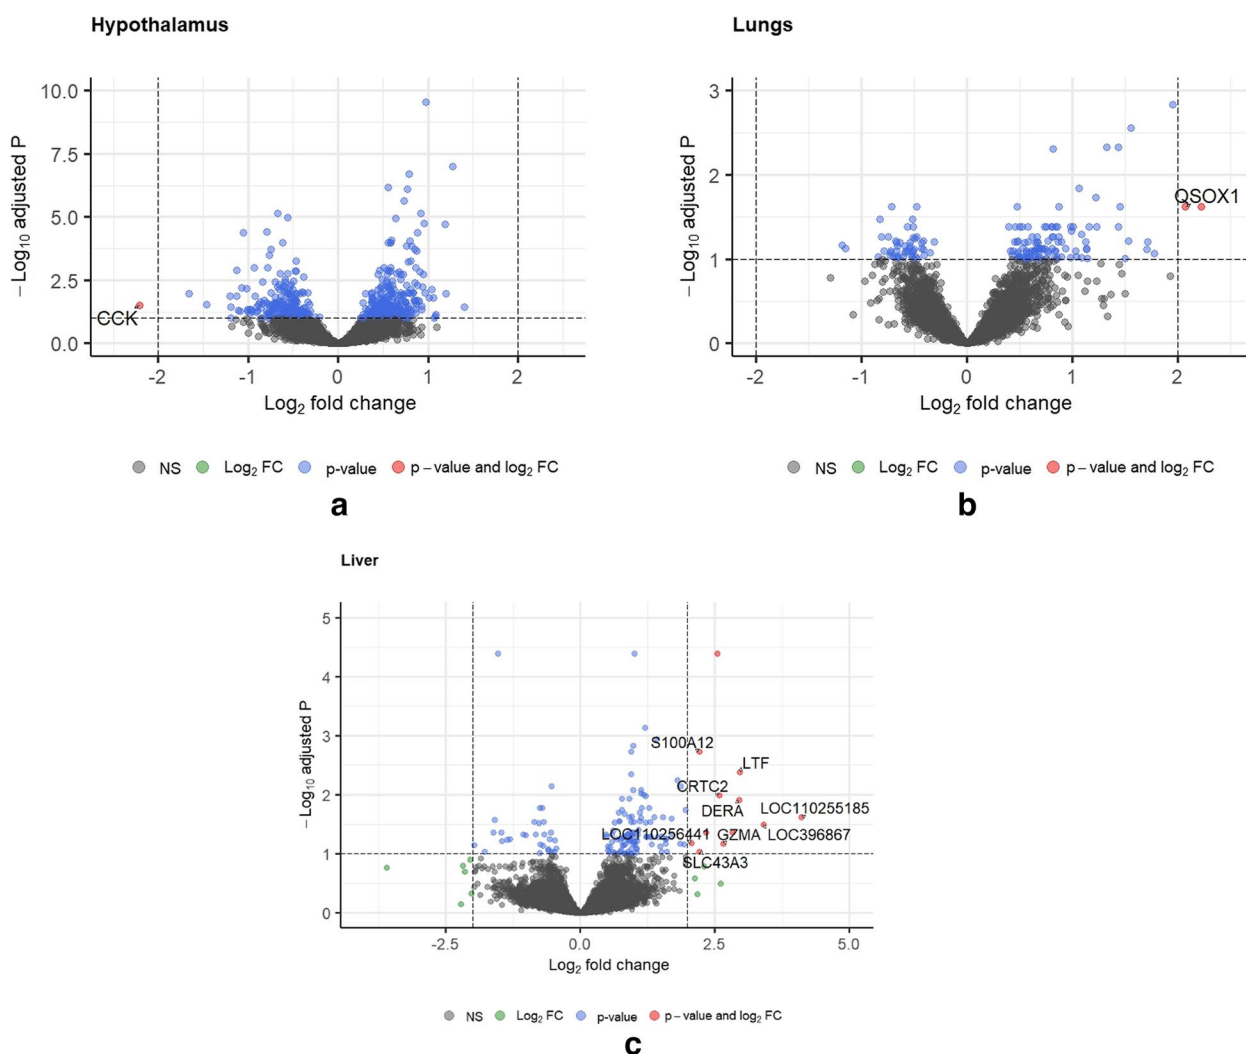 Hypothalamus
10.0
7.5
5.0
2.5
0.0
− Log₁₀ adjusted P
CCK
-2 -1 0 1 2
Log₂ fold change
NS Log₂ FC p-value p − value and log₂ FC
a
Lungs
3
2
1
0
− Log₁₀ adjusted P
QSOX1
-2 -1 0 1 2
Log₂ fold change
NS Log₂ FC p-value p − value and log₂ FC
b
Liver
5
4
3
2
1
0
− Log₁₀ adjusted P
S100A12
LTF
CRTC2
DERA LOC110255185
LOC110256441 GZMA LOC396867
SLC43A3
-2.5 0.0 2.5 5.0
Log₂ fold change
NS Log₂ FC p-value p − value and log₂ FC
c